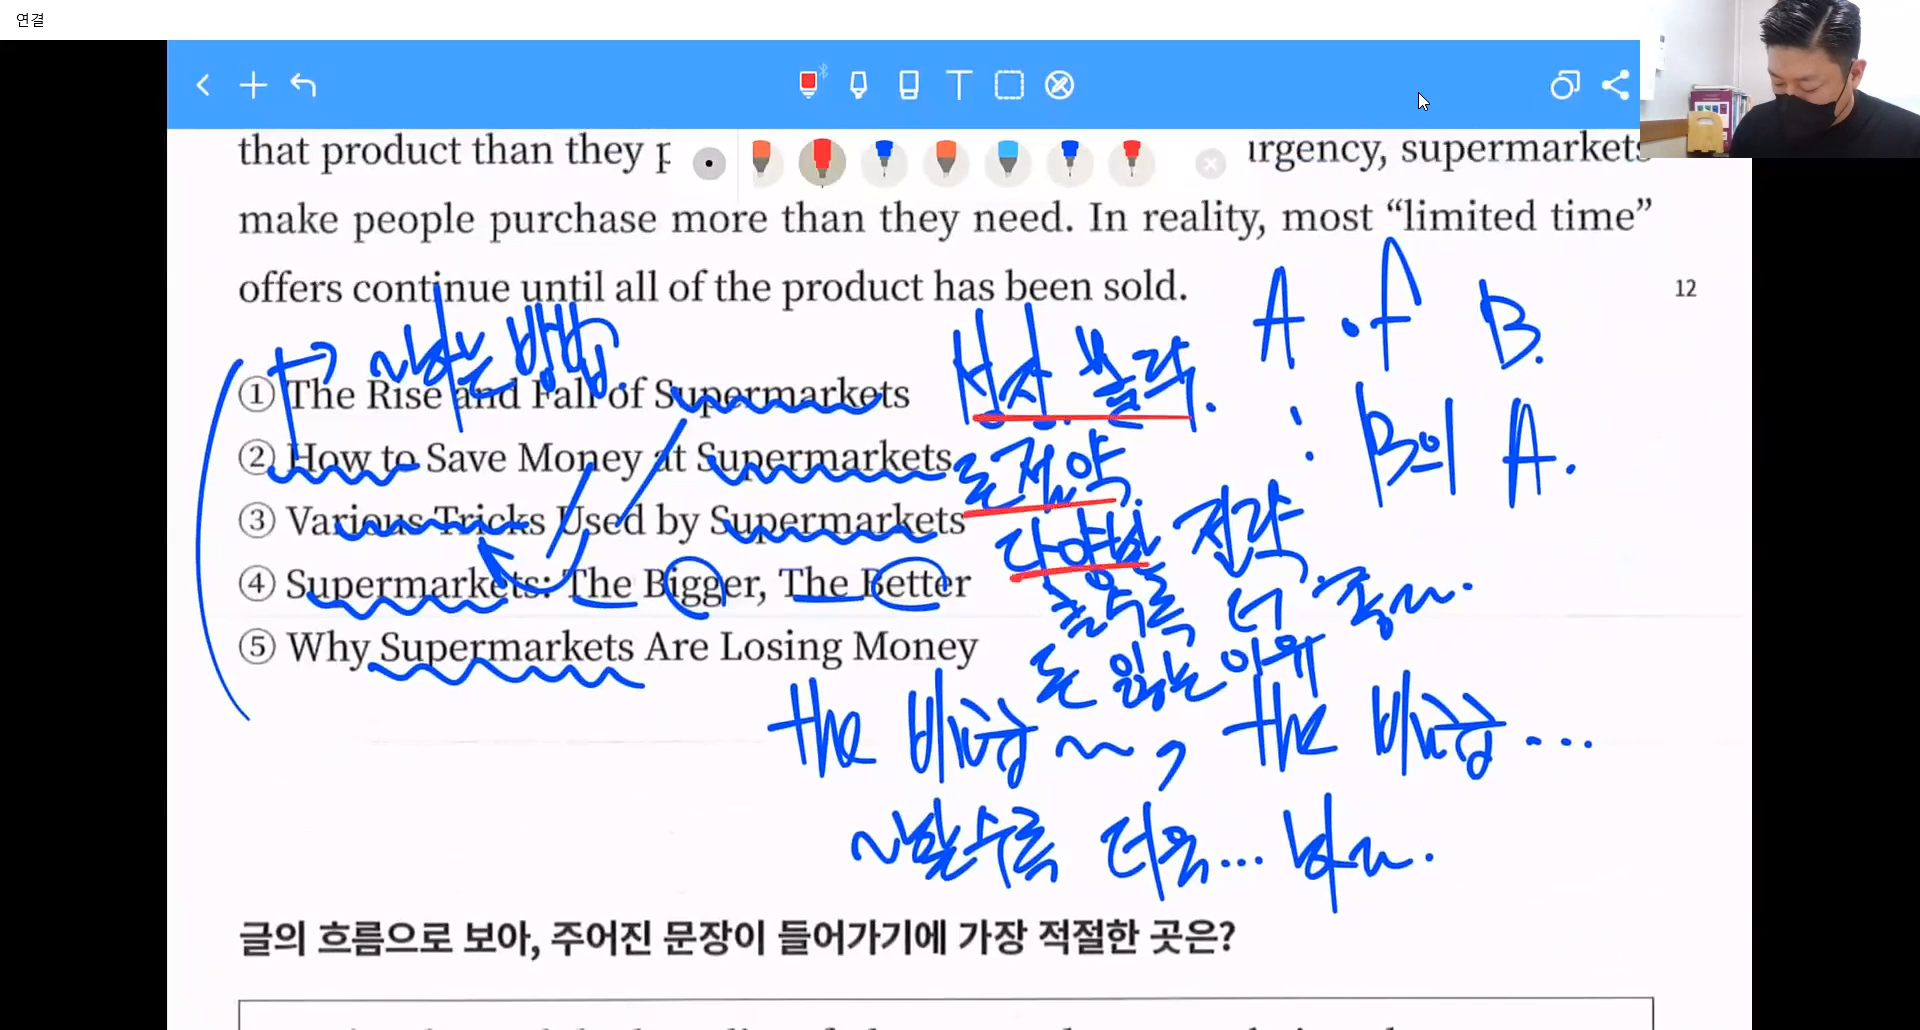 연결
that product than they p
urgency, supermarkets
make people purchase more than they need. In reality, most “limited time”
offers continue until all of the product has been sold.
12
A of B.
: B의 A.
~하는 방법.
① The Rise and Fall of Supermarkets
성장 몰락.
② How to Save Money at Supermarkets
돈 절약.
③ Various Tricks Used by Supermarkets
다양한 전략.
④ Supermarkets: The Bigger, The Better
클수록 더 좋다.
⑤ Why Supermarkets Are Losing Money
돈 잃는 이유
the 비교급 ~, the 비교급 ...
~할수록 더욱... 하다.
글의 흐름으로 보아, 주어진 문장이 들어가기에 가장 적절한 곳은?